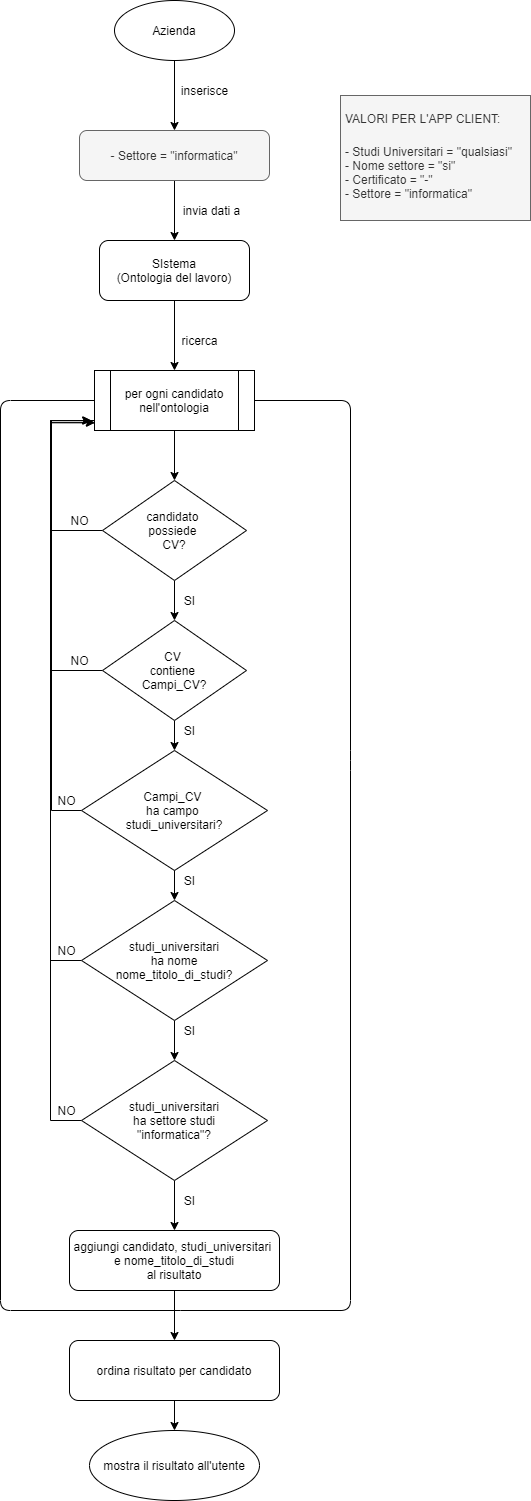 Azienda
inserisce
- Settore = "informatica"
VALORI PER L'APP CLIENT:
- Studi Universitari = "qualsiasi"
- Nome settore = "si"
- Certificato = "-"
- Settore = "informatica"
invia dati a
SIstema
(Ontologia del lavoro)
ricerca
per ogni candidato
nell'ontologia
candidato
possiede
CV?
NO
SI
CV
contiene
Campi_CV?
NO
SI
Campi_CV
ha campo
studi_universitari?
NO
SI
studi_universitari
ha nome
nome_titolo_di_studi?
NO
SI
studi_universitari
ha settore studi
"informatica"?
NO
SI
aggiungi candidato, studi_universitari
e nome_titolo_di_studi
al risultato
ordina risultato per candidato
mostra il risultato all'utente